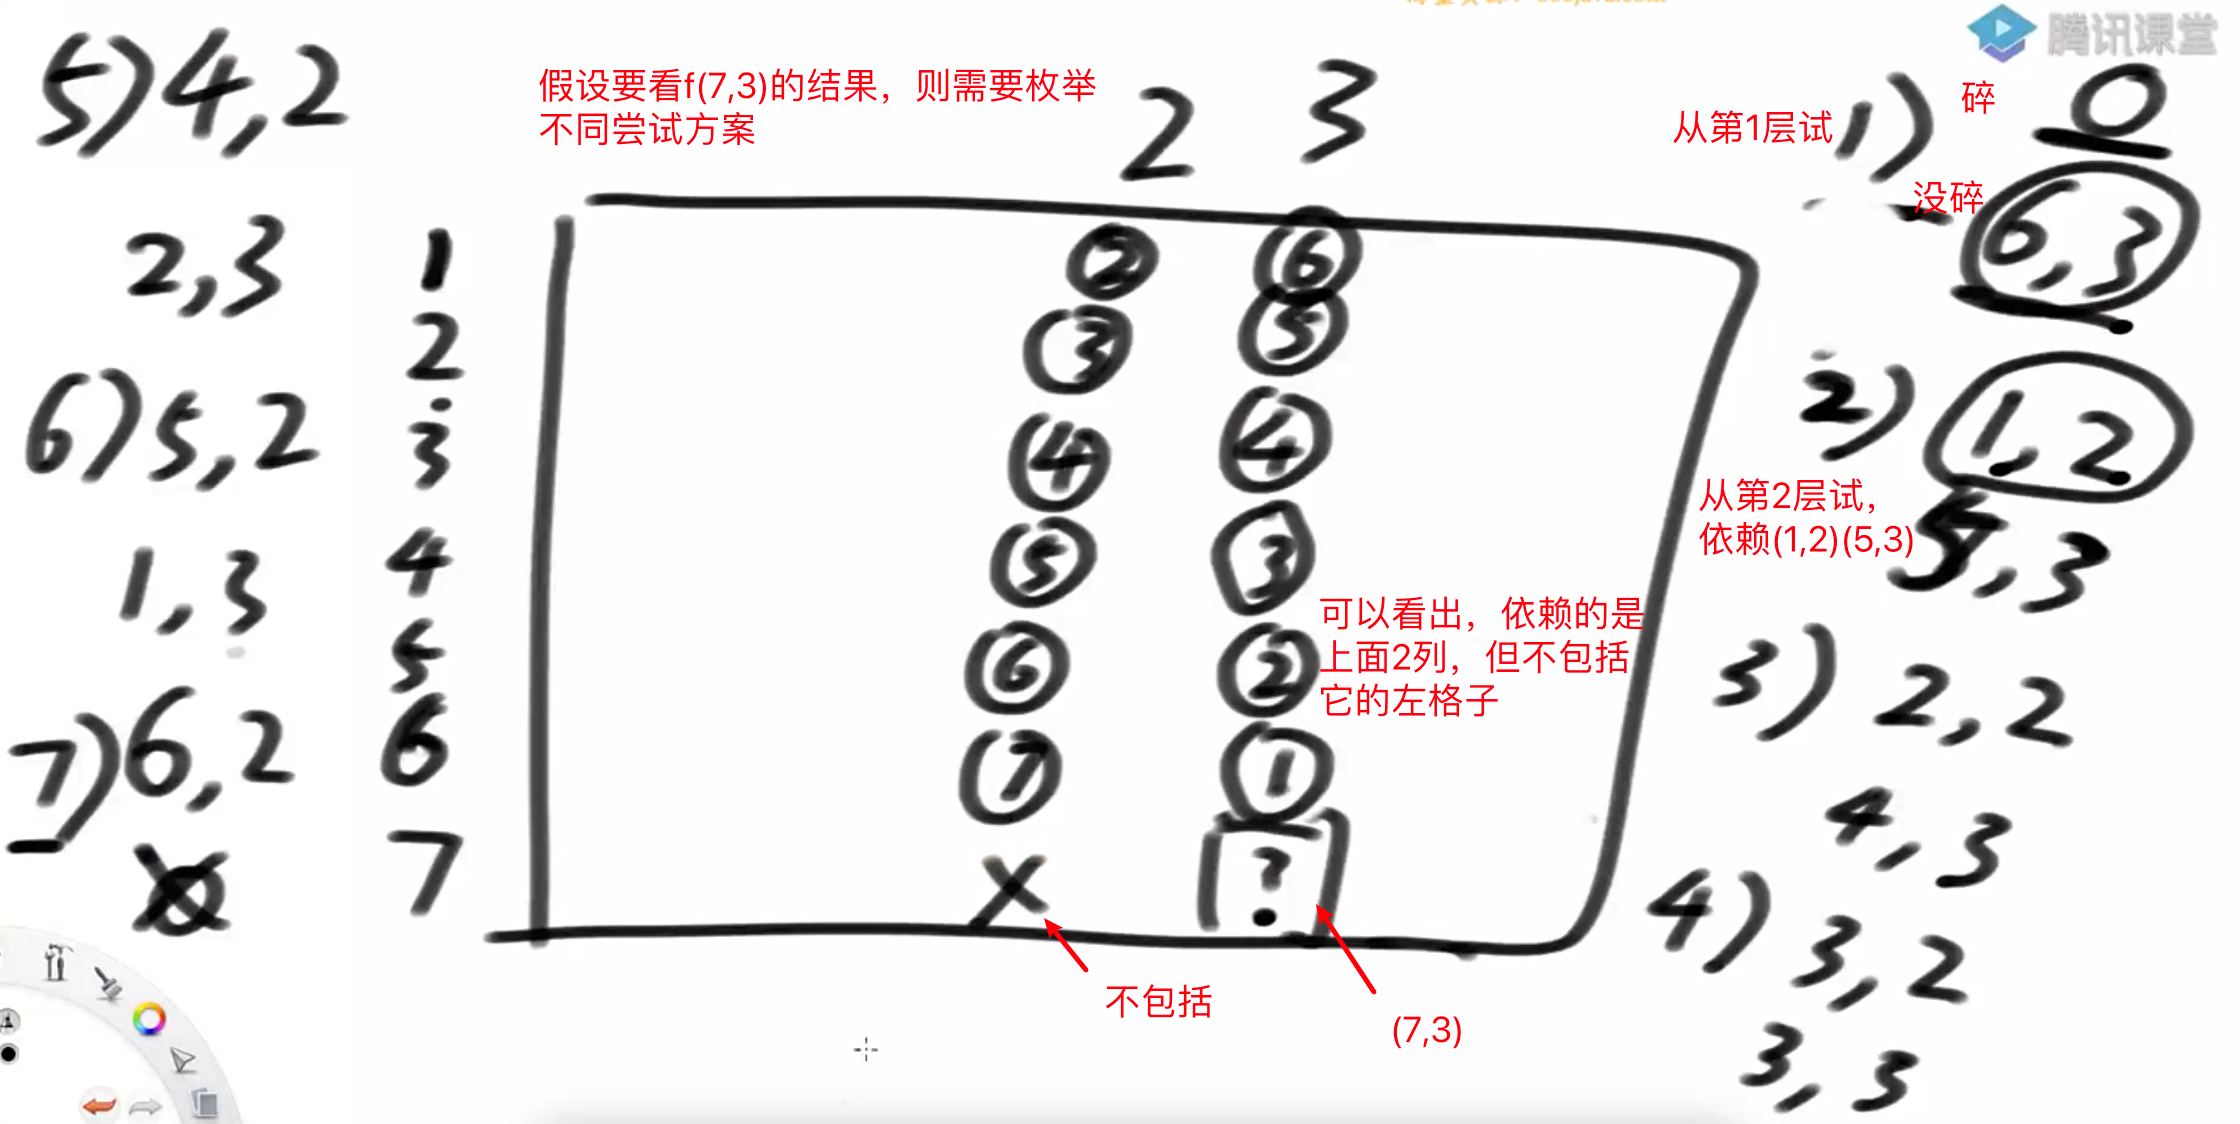 腾讯课堂
5) 4,2
2,3
6) 5,2
1,3
7) 6,2
假设要看f(7,3)的结果，则需要枚举
不同尝试方案
2 3
1 ② ⑥
2 ③ ⑤
3 ④ ④
4 ⑤ ③
5 ⑥ ②
6 ⑦ ①
7 X ?
可以看出，依赖的是
上面2列，但不包括
它的左格子
不包括
(7,3)
从第1层试
1)
碎
0
没碎
6,3
2) 1,2
从第2层试，
依赖(1,2)(5,3)
5,3
3) 2,2
4,3
4) 3,2
3,3